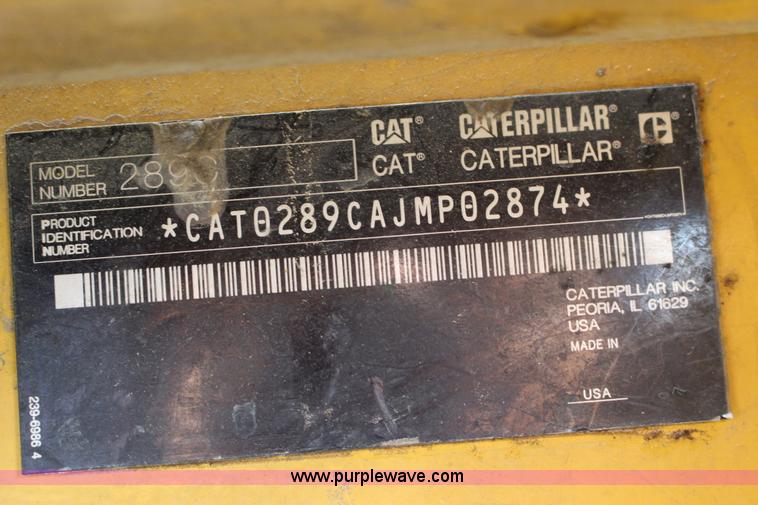 CAT® CATERPILLAR®
CAT® CATERPILLAR®
MODEL
NUMBER 289C
PRODUCT
IDENTIFICATION
NUMBER
*CAT0289CAJMP02874*
CATERPILLAR INC.
PEORIA, IL 61629
USA
MADE IN
USA
239-6986 4
www.purplewave.com